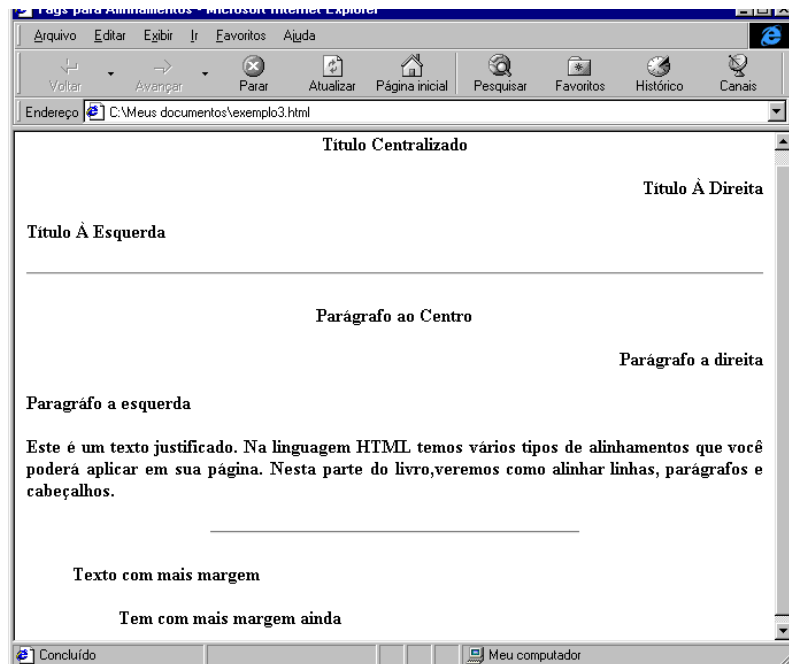 Tags para Alinhamentos - Microsoft Internet Explorer
Arquivo Editar Exibir Ir Favoritos Ajuda
Voltar Avançar Parar Atualizar Página inicial Pesquisar Favoritos Histórico Canais
Endereço C:\Meus documentos\exemplo3.html
Título Centralizado
Título À Direita
Título À Esquerda
Parágrafo ao Centro
Parágrafo a direita
Paragráfo a esquerda
Este é um texto justificado. Na linguagem HTML temos vários tipos de alinhamentos que você
poderá aplicar em sua página. Nesta parte do livro,veremos como alinhar linhas, parágrafos e
cabeçalhos.
Texto com mais margem
Tem com mais margem ainda
Concluído Meu computador